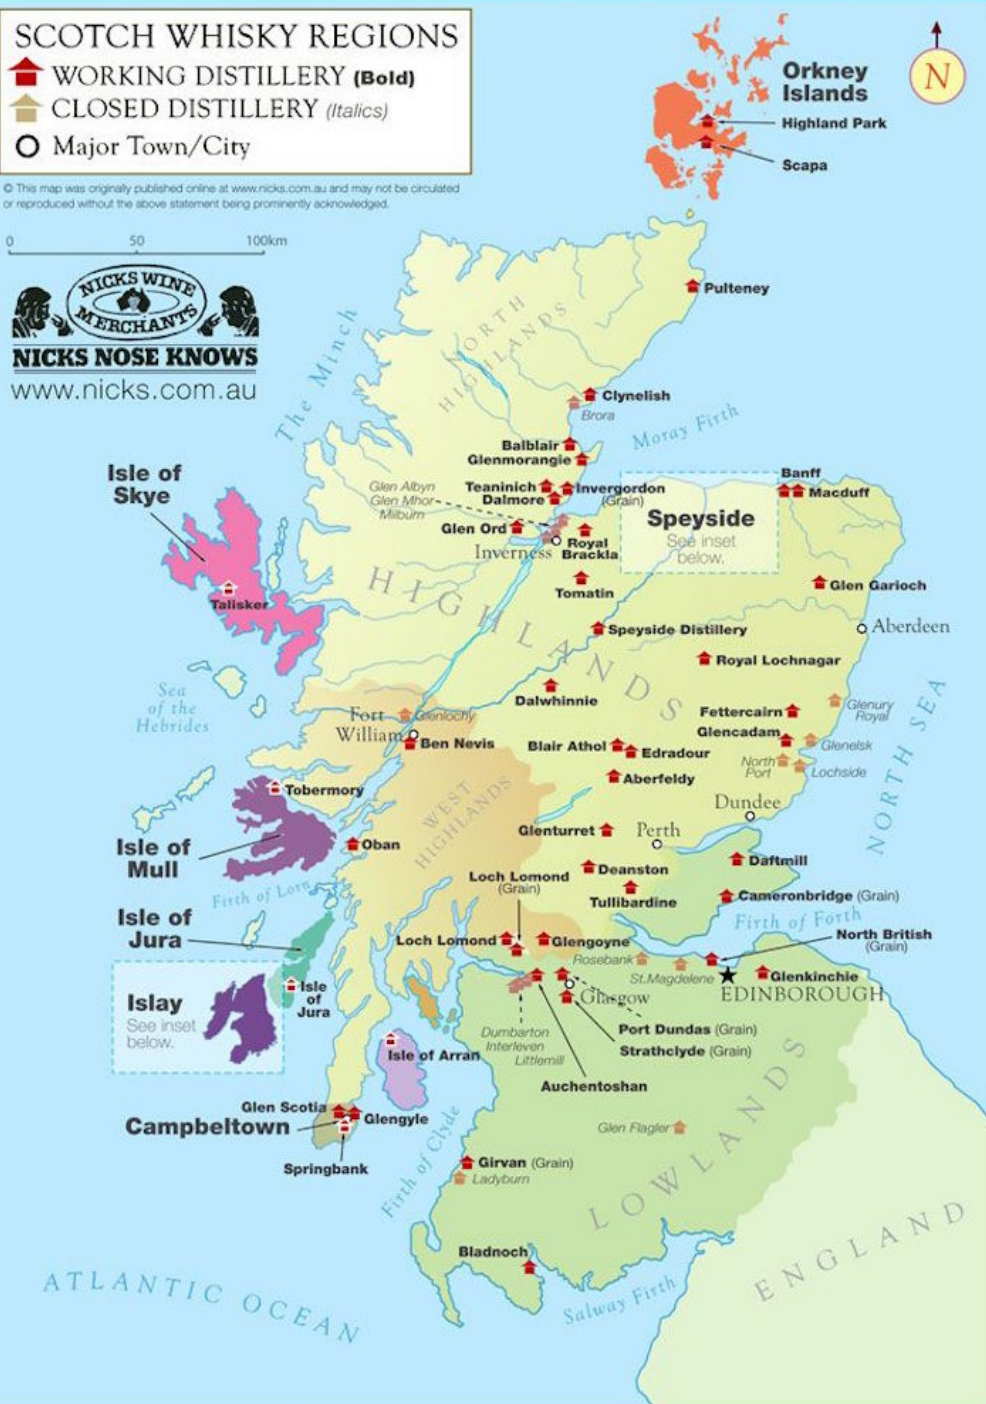 SCOTCH WHISKY REGIONS
WORKING DISTILLERY (Bold)
CLOSED DISTILLERY (Italics)
Major Town/City
© This map was originally published online at www.nicks.com.au and may not be circulated
or reproduced without the above statement being prominently acknowledged.
0 50 100km
NICKS WINE
MERCHANTS
NICKS NOSE KNOWS
www.nicks.com.au
N
Orkney
Islands
Highland Park
Scapa
Pulteney
NORTH
HIGHLANDS
The Minch
Clynelish
Brora
Moray Firth
Balblair
Glenmorangie
Isle of
Skye
Glen Albyn
Glen Mhor
Milburn
Teaninich
Dalmore
Invergordon
(Grain)
Banff
Macduff
Speyside
See inset
below.
Glen Ord
Inverness
Royal
Brackla
HIGHLANDS
Tomatin
Glen Garioch
Talisker
Speyside Distillery
Aberdeen
Royal Lochnagar
Sea
of the
Hebrides
Dalwhinnie
Fort
William
Glenlochy
Ben Nevis
Fettercairn
Glenury
Royal
Glencadam
Glenelsk
Blair Athol
Edradour
North
Port
Lochside
NORTH SEA
Aberfeldy
Tobermory
WEST
HIGHLANDS
Dundee
Glenturret
Perth
Isle of
Mull
Oban
Daftmill
Deanston
Loch Lomond
(Grain)
Tullibardine
Cameronbridge (Grain)
Firth of Lorn
Firth of Forth
Isle of
Jura
Loch Lomond
Glengoyne
North British
(Grain)
Rosebank
St.Magdelene
Glenkinchie
EDINBOROUGH
Islay
See inset
below.
Isle
of
Jura
Glasgow
Dumbarton
Interleven
Littlemill
Port Dundas (Grain)
Strathclyde (Grain)
Isle of Arran
Auchentoshan
Glen Scotia
Glengyle
Campbeltown
Springbank
Firth of Clyde
Glen Flagler
Girvan (Grain)
Ladyburn
LOWLANDS
Bladnoch
ENGLAND
Salway Firth
ATLANTIC OCEAN